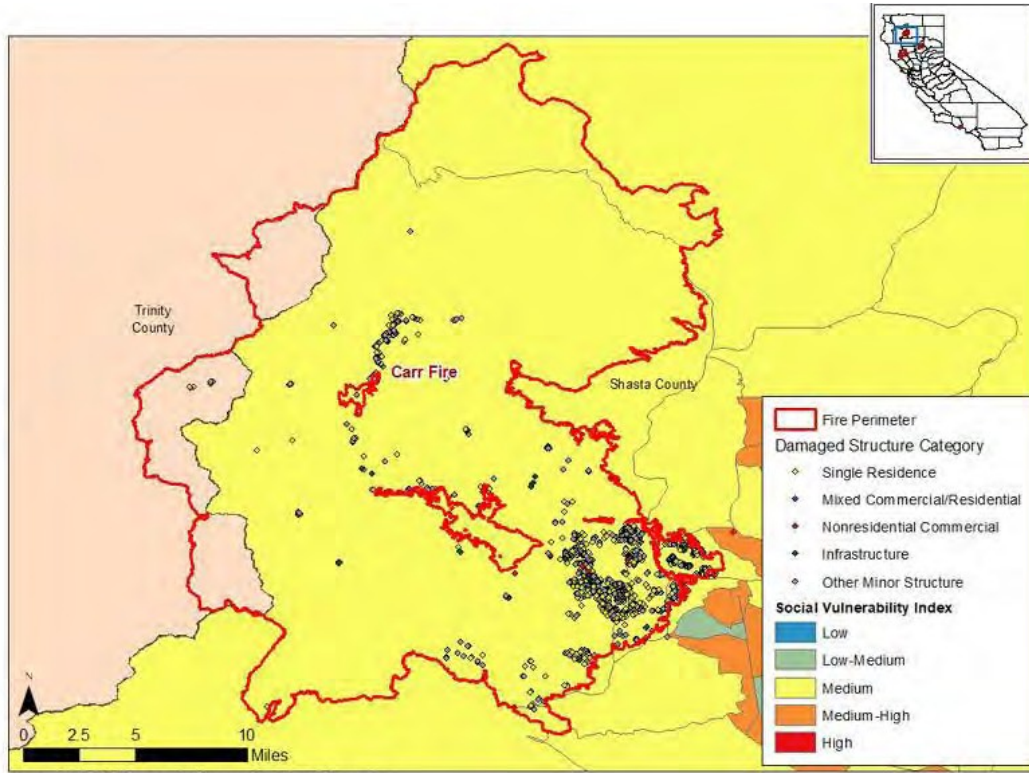 Trinity
County
Carr Fire
Shasta County
Fire Perimeter
Damaged Structure Category
Single Residence
Mixed Commercial/Residential
Nonresidential Commercial
Infrastructure
Other Minor Structure
Social Vulnerability Index
Low
Low-Medium
Medium
Medium-High
High
N
0 2.5 5 10
Miles